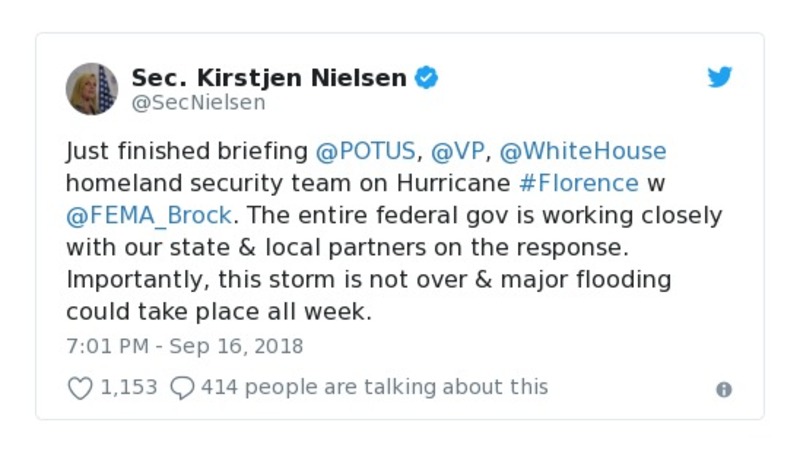 Sec. Kirstjen Nielsen
@SecNielsen
Just finished briefing @POTUS, @VP, @WhiteHouse
homeland security team on Hurricane #Florence w
@FEMA_Brock. The entire federal gov is working closely
with our state & local partners on the response.
Importantly, this storm is not over & major flooding
could take place all week.
7:01 PM - Sep 16, 2018
1,153 414 people are talking about this